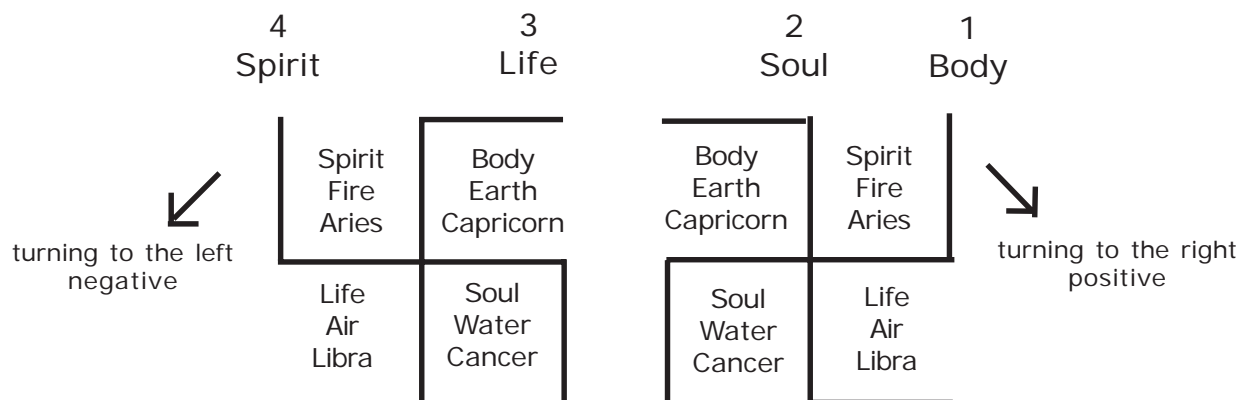 4
Spirit
3
Life
2
Soul
1
Body
Spirit
Fire
Aries
Body
Earth
Capricorn
Body
Earth
Capricorn
Spirit
Fire
Aries
turning to the left
negative
turning to the right
positive
Life
Air
Libra
Soul
Water
Cancer
Soul
Water
Cancer
Life
Air
Libra